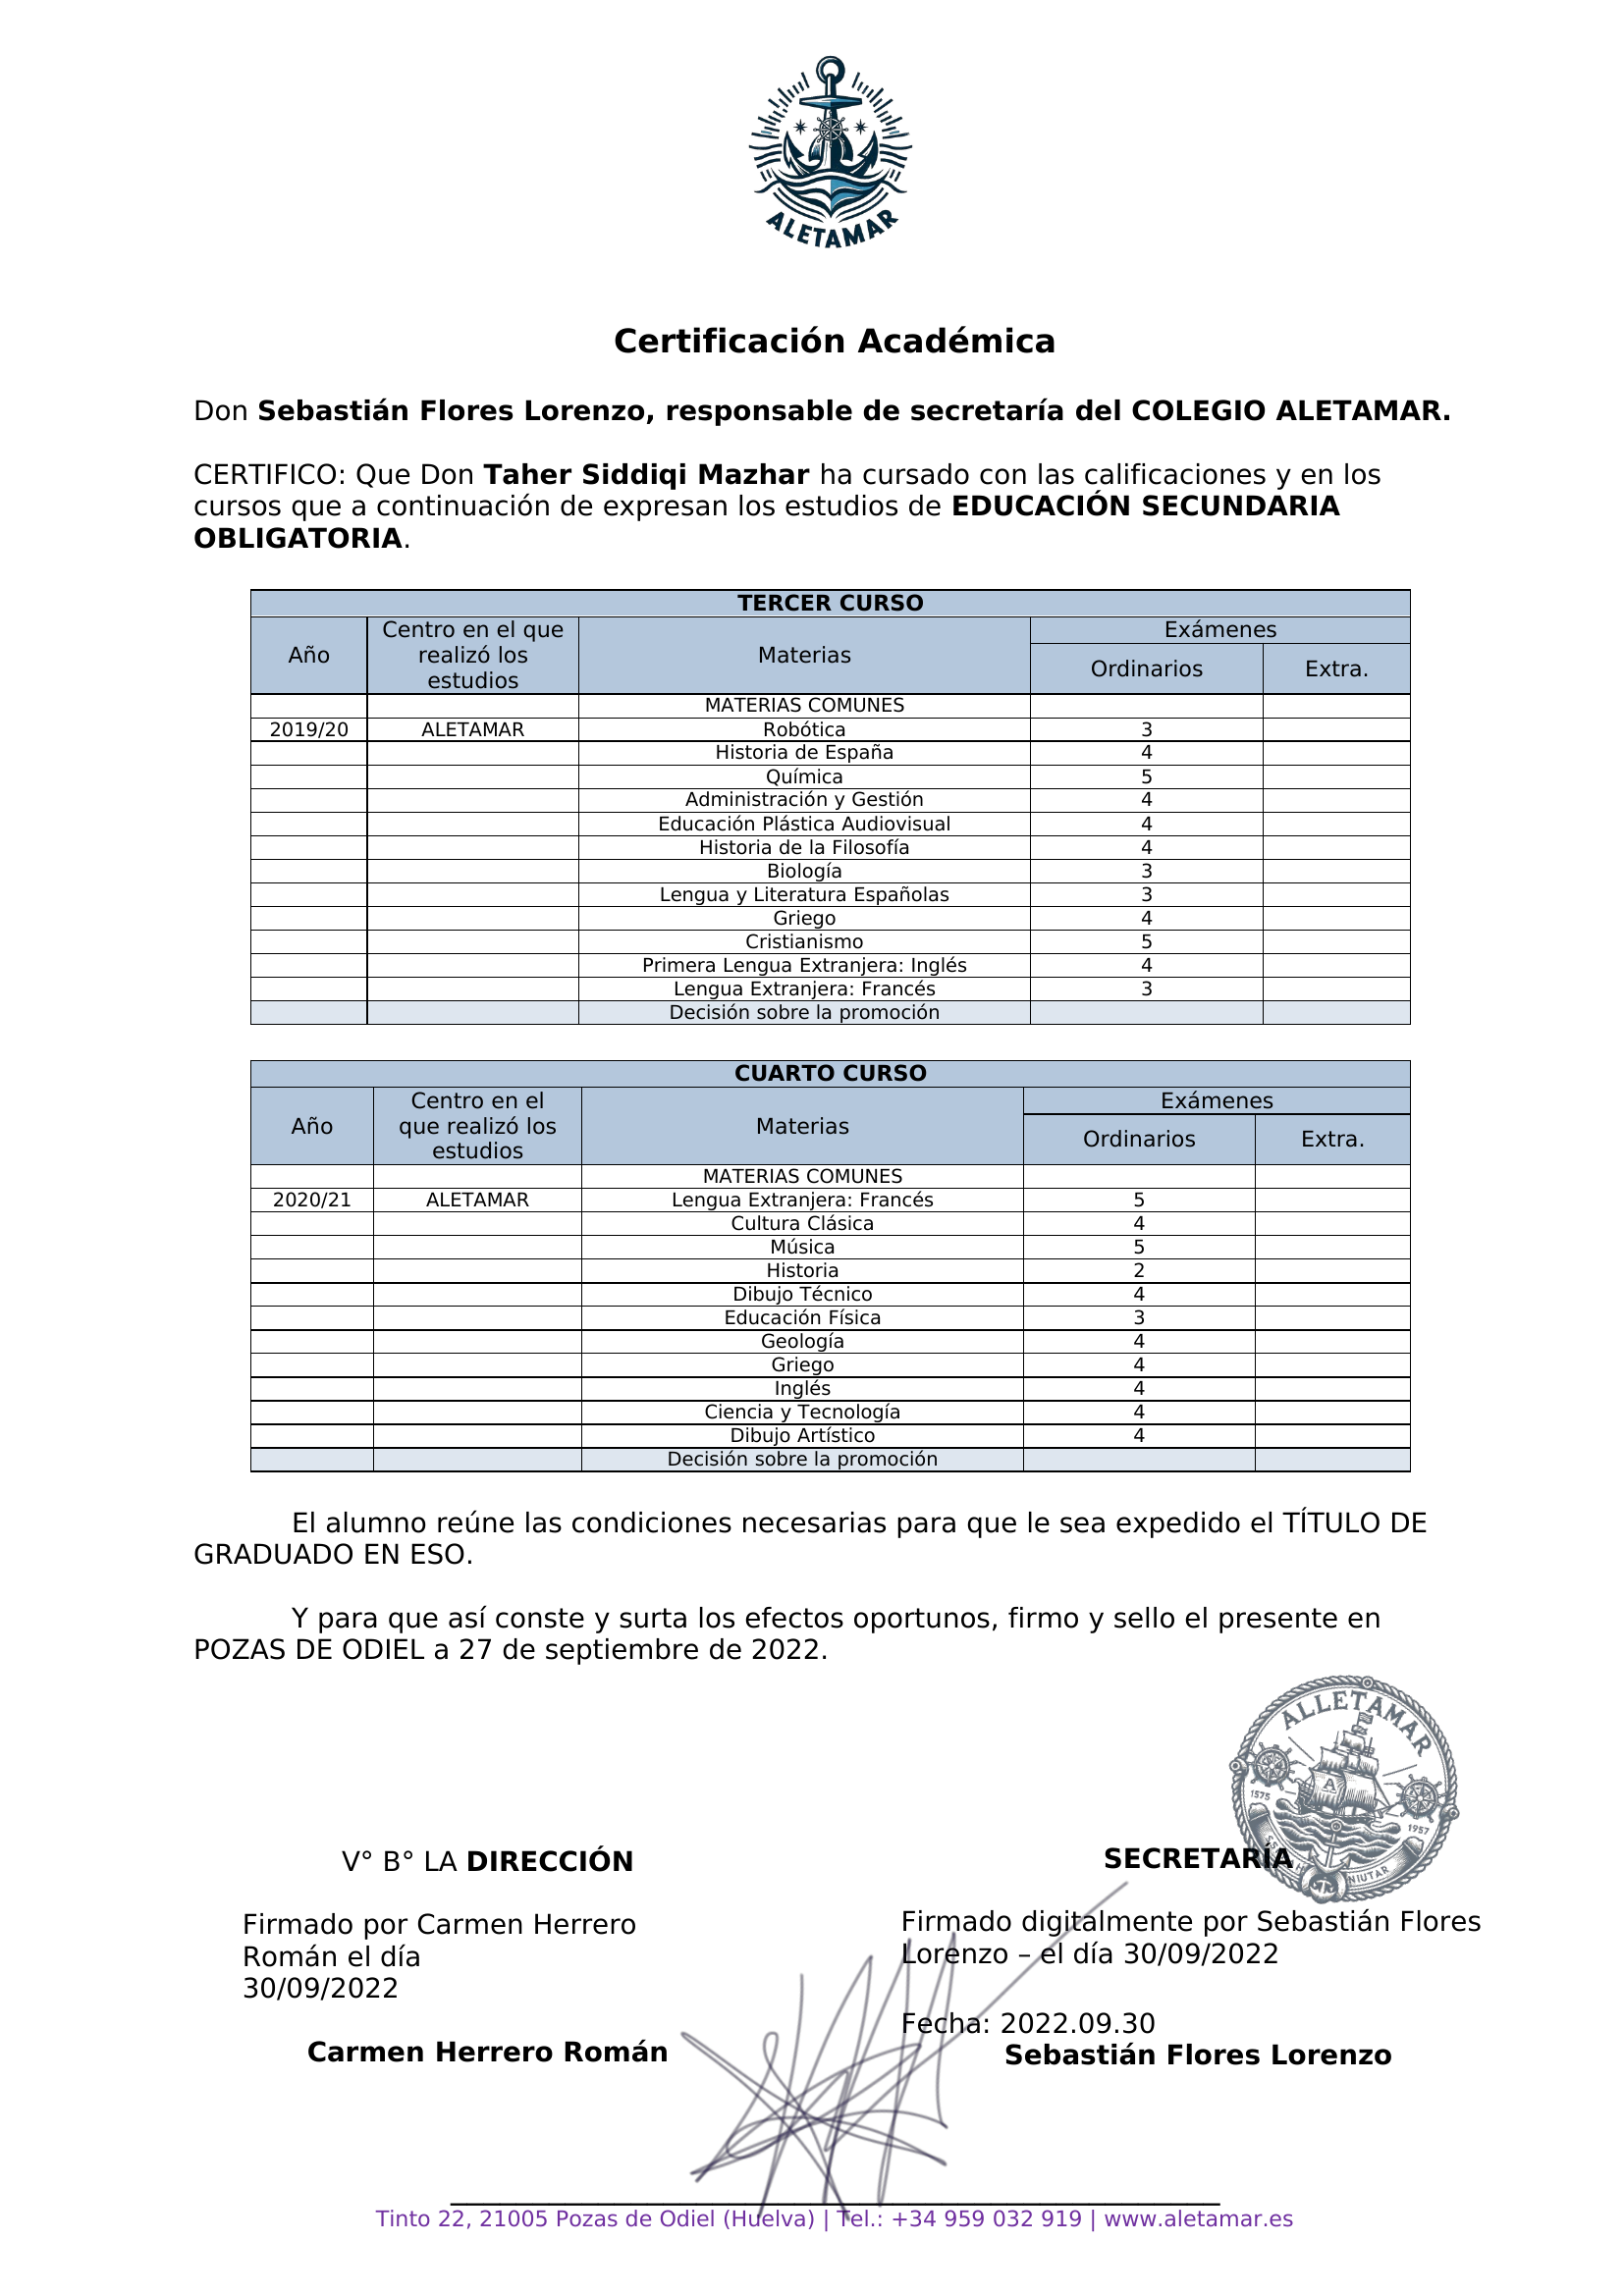 ALETAMAR
Certificación Académica
Don Sebastián Flores Lorenzo, responsable de secretaría del COLEGIO ALETAMAR.
CERTIFICO: Que Don Taher Siddiqi Mazhar ha cursado con las calificaciones y en los
cursos que a continuación de expresan los estudios de EDUCACIÓN SECUNDARIA
OBLIGATORIA.
TERCER CURSO
Año
Centro en el que
realizó los
estudios
Materias
Exámenes
Ordinarios
Extra.
MATERIAS COMUNES
2019/20 ALETAMAR Robótica 3
Historia de España 4
Química 5
Administración y Gestión 4
Educación Plástica Audiovisual 4
Historia de la Filosofía 4
Biología 3
Lengua y Literatura Españolas 3
Griego 4
Cristianismo 5
Primera Lengua Extranjera: Inglés 4
Lengua Extranjera: Francés 3
Decisión sobre la promoción
CUARTO CURSO
Año
Centro en el
que realizó los
estudios
Materias
Exámenes
Ordinarios
Extra.
MATERIAS COMUNES
2020/21 ALETAMAR Lengua Extranjera: Francés 5
Cultura Clásica 4
Música 5
Historia 2
Dibujo Técnico 4
Educación Física 3
Geología 4
Griego 4
Inglés 4
Ciencia y Tecnología 4
Dibujo Artístico 4
Decisión sobre la promoción
El alumno reúne las condiciones necesarias para que le sea expedido el TÍTULO DE
GRADUADO EN ESO.
Y para que así conste y surta los efectos oportunos, firmo y sello el presente en
POZAS DE ODIEL a 27 de septiembre de 2022.
ALLETAMAR
A
1575
1957
V° B° LA DIRECCIÓN
Firmado por Carmen Herrero
Román el día
30/09/2022
Carmen Herrero Román
SECRETARÍA
Firmado digitalmente por Sebastián Flores
Lorenzo – el día 30/09/2022
Fecha: 2022.09.30
Sebastián Flores Lorenzo
Tinto 22, 21005 Pozas de Odiel (Huelva) | Tel.: +34 959 032 919 | www.aletamar.es